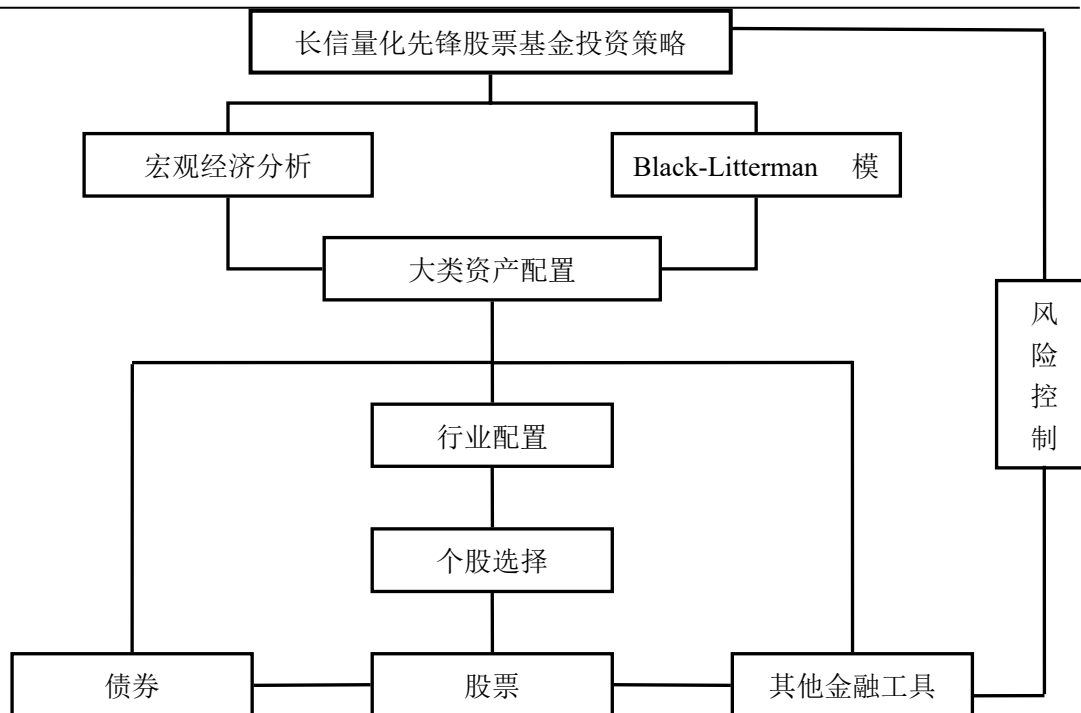 长信量化先锋股票基金投资策略
宏观经济分析
Black-Litterman 模
大类资产配置
风
险
控
制
行业配置
个股选择
债券
股票
其他金融工具